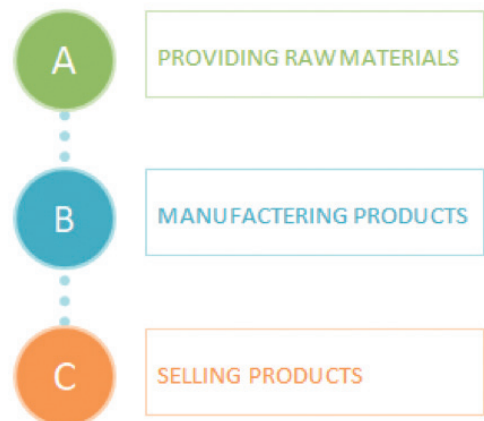 A
PROVIDING RAW MATERIALS
B
MANUFACTERING PRODUCTS
C
SELLING PRODUCTS